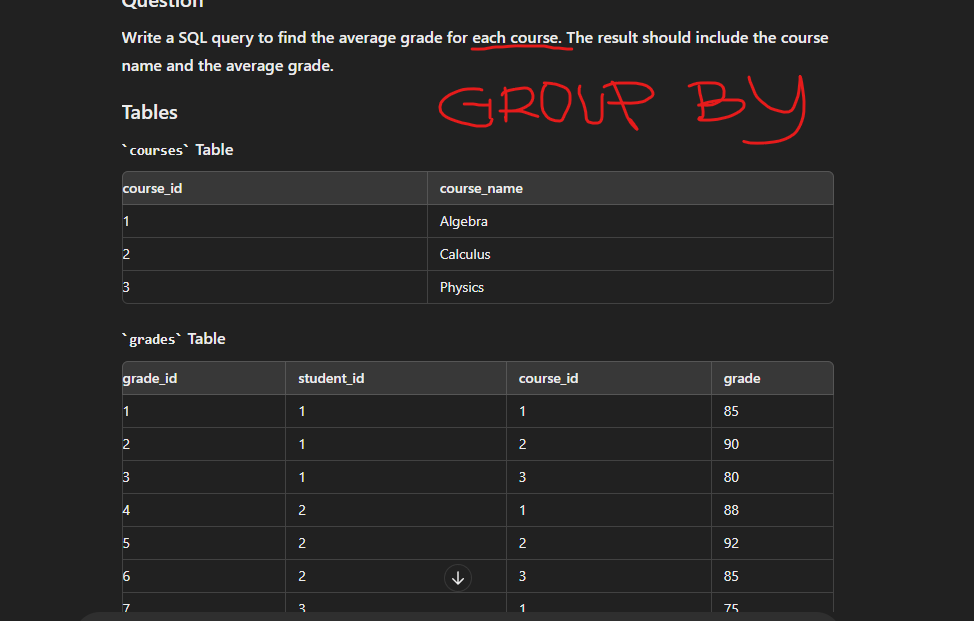 Question
Write a SQL query to find the average grade for each course. The result should include the course
name and the average grade.
GROUP BY
Tables
`courses` Table
course_id course_name
1 Algebra
2 Calculus
3 Physics
`grades` Table
grade_id student_id course_id grade
1 1 1 85
2 1 2 90
3 1 3 80
4 2 1 88
5 2 2 92
6 2 3 85
7 3 1 75